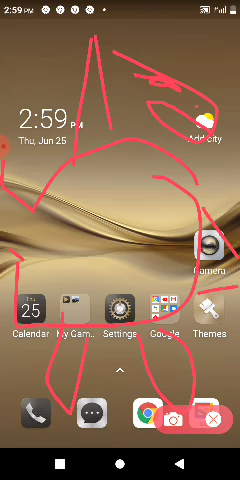 2:59 PM
2:59 PM
Thu, Jun 25
Add city
Camera
Thu
25
Calendar
My Gam..
Settings
Google
Themes